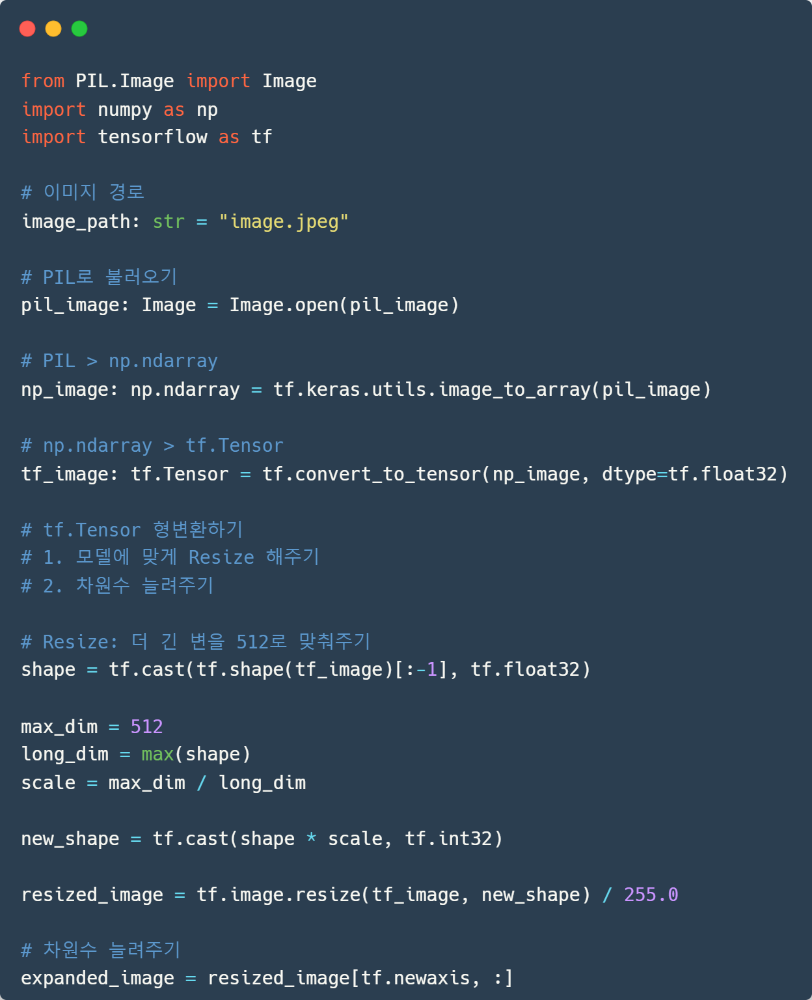 from PIL.Image import Image
import numpy as np
import tensorflow as tf
# 이미지 경로
image_path: str = "image.jpeg"
# PIL로 불러오기
pil_image: Image = Image.open(pil_image)
# PIL > np.ndarray
np_image: np.ndarray = tf.keras.utils.image_to_array(pil_image)
# np.ndarray > tf.Tensor
tf_image: tf.Tensor = tf.convert_to_tensor(np_image, dtype=tf.float32)
# tf.Tensor 형변환하기
# 1. 모델에 맞게 Resize 해주기
# 2. 차원수 늘려주기
# Resize: 더 긴 변을 512로 맞춰주기
shape = tf.cast(tf.shape(tf_image)[:-1], tf.float32)
max_dim = 512
long_dim = max(shape)
scale = max_dim / long_dim
new_shape = tf.cast(shape * scale, tf.int32)
resized_image = tf.image.resize(tf_image, new_shape) / 255.0
# 차원수 늘려주기
expanded_image = resized_image[tf.newaxis, :]